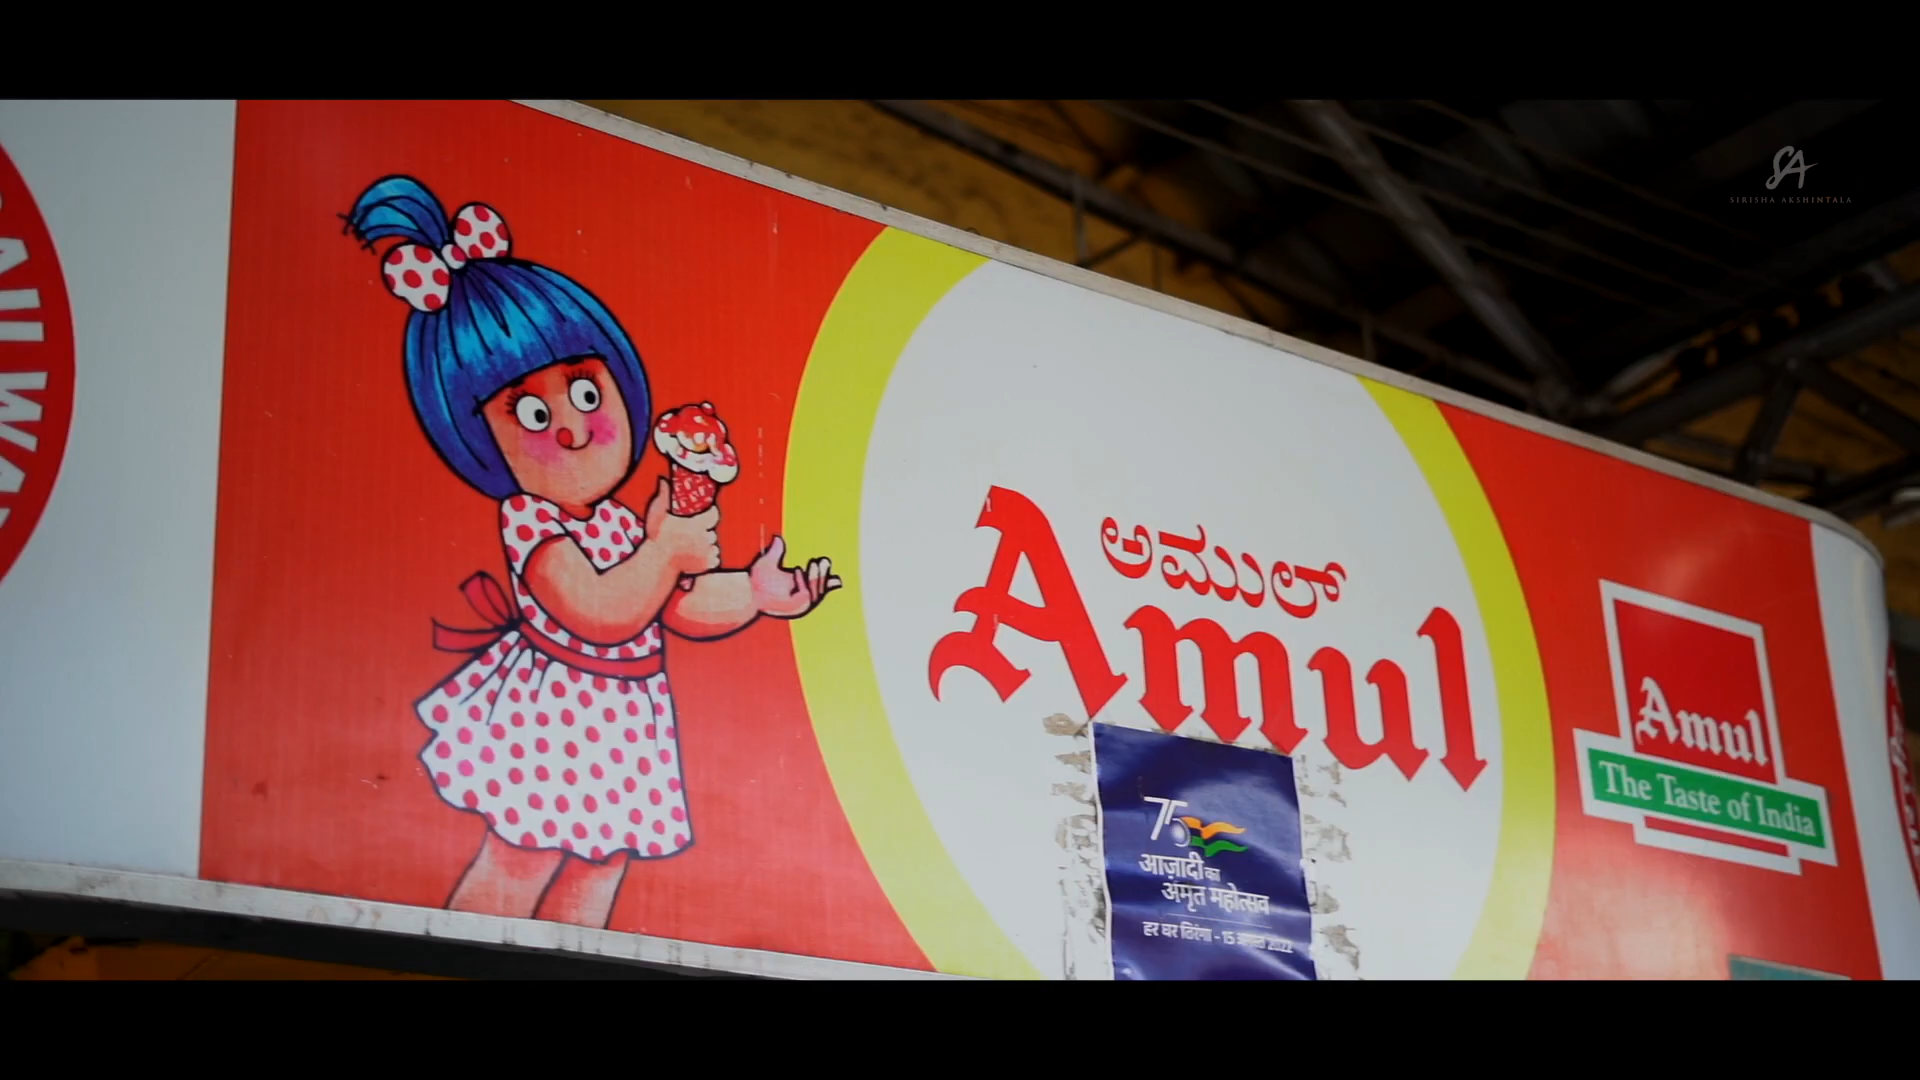 SA
SIRISHA AKSHINTALA
ಅಮುಲ್
Amul
Amul
The Taste of India
75
आज़ादी का
अमृत महोत्सव
हर घर तिरंगा - 15 अगस्त 2022